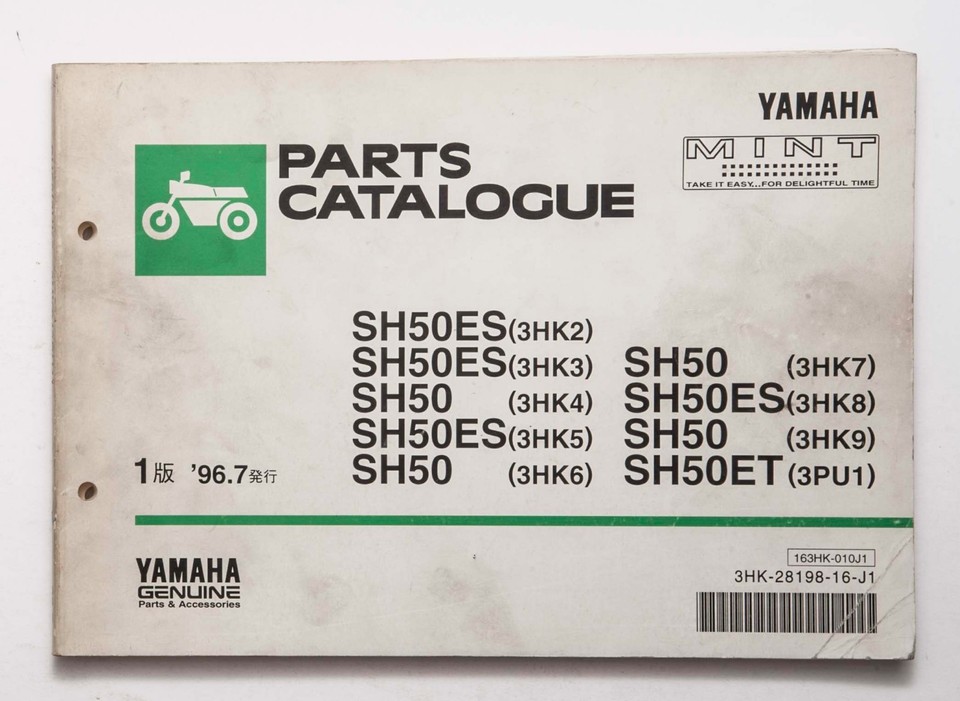 YAMAHA
MINT
TAKE IT EASY...FOR DELIGHTFUL TIME
PARTS
CATALOGUE
SH50ES(3HK2)
SH50ES(3HK3)
SH50 (3HK4)
SH50ES(3HK5)
SH50 (3HK6)
SH50 (3HK7)
SH50ES(3HK8)
SH50 (3HK9)
SH50ET(3PU1)
1版 '96.7発行
YAMAHA
GENUINE
Parts & Accessories
163HK-010J1
3HK-28198-16-J1